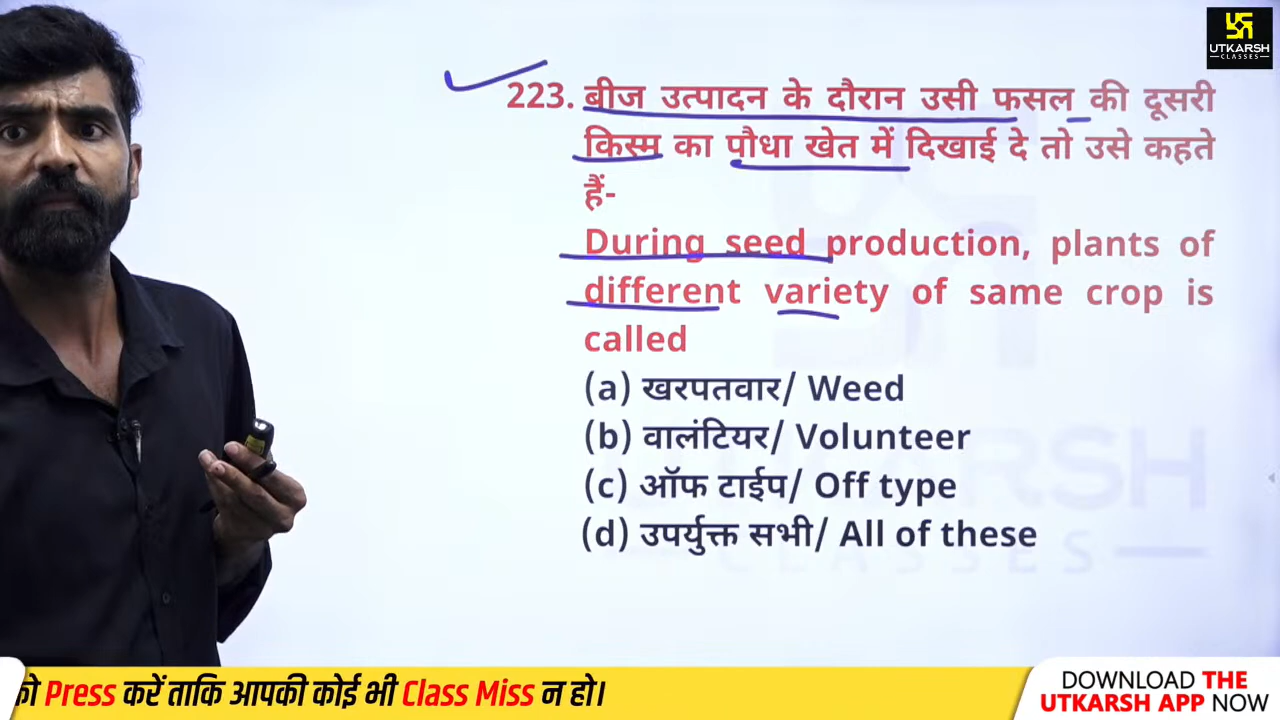 UTKARSH
CLASSES
223. बीज उत्पादन के दौरान उसी फसल की दूसरी
किस्म का पौधा खेत में दिखाई दे तो उसे कहते
हैं-
During seed production, plants of
different variety of same crop is
called
(a) खरपतवार/ Weed
(b) वालंटियर/ Volunteer
(c) ऑफ टाईप/ Off type
(d) उपर्युक्त सभी/ All of these
को Press करें ताकि आपकी कोई भी Class Miss न हो।
DOWNLOAD THE
UTKARSH APP NOW